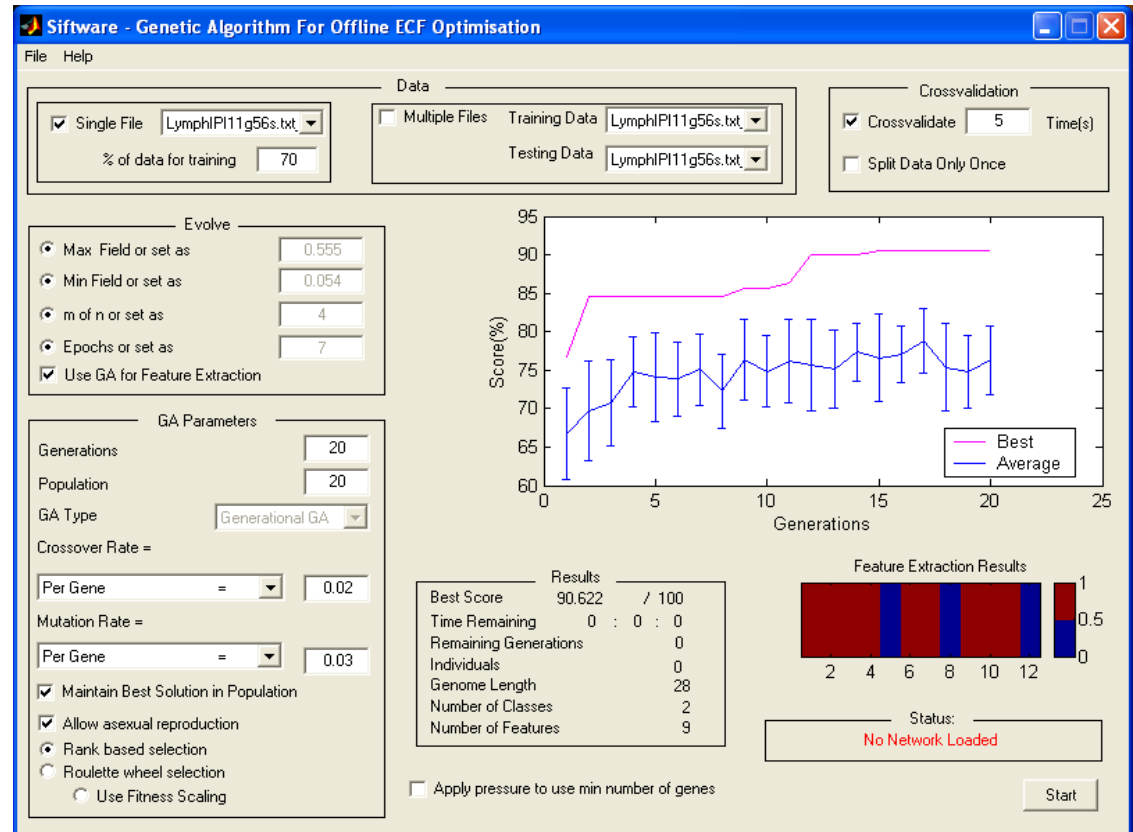 Siftware - Genetic Algorithm For Offline ECF Optimisation
File Help
Data
Single File LymphIPI11g56s.txt_
% of data for training 70
Multiple Files Training Data LymphIPI11g56s.txt_
Testing Data LymphIPI11g56s.txt_
Crossvalidation
Crossvalidate 5 Time(s)
Split Data Only Once
Evolve
Max Field or set as 0.555
Min Field or set as 0.054
m of n or set as 4
Epochs or set as 7
Use GA for Feature Extraction
GA Parameters
Generations 20
Population 20
GA Type Generational GA
Crossover Rate =
Per Gene = 0.02
Mutation Rate =
Per Gene = 0.03
Maintain Best Solution in Population
Allow asexual reproduction
Rank based selection
Roulette wheel selection
Use Fitness Scaling
Score(%)
95
90
85
80
75
70
65
60
0 5 10 15 20 25
Generations
Best
Average
Results
Best Score 90.622 / 100
Time Remaining 0 : 0 : 0
Remaining Generations 0
Individuals 0
Genome Length 28
Number of Classes 2
Number of Features 9
Apply pressure to use min number of genes
Feature Extraction Results
1
0.5
0
2 4 6 8 10 12
Status:
No Network Loaded
Start